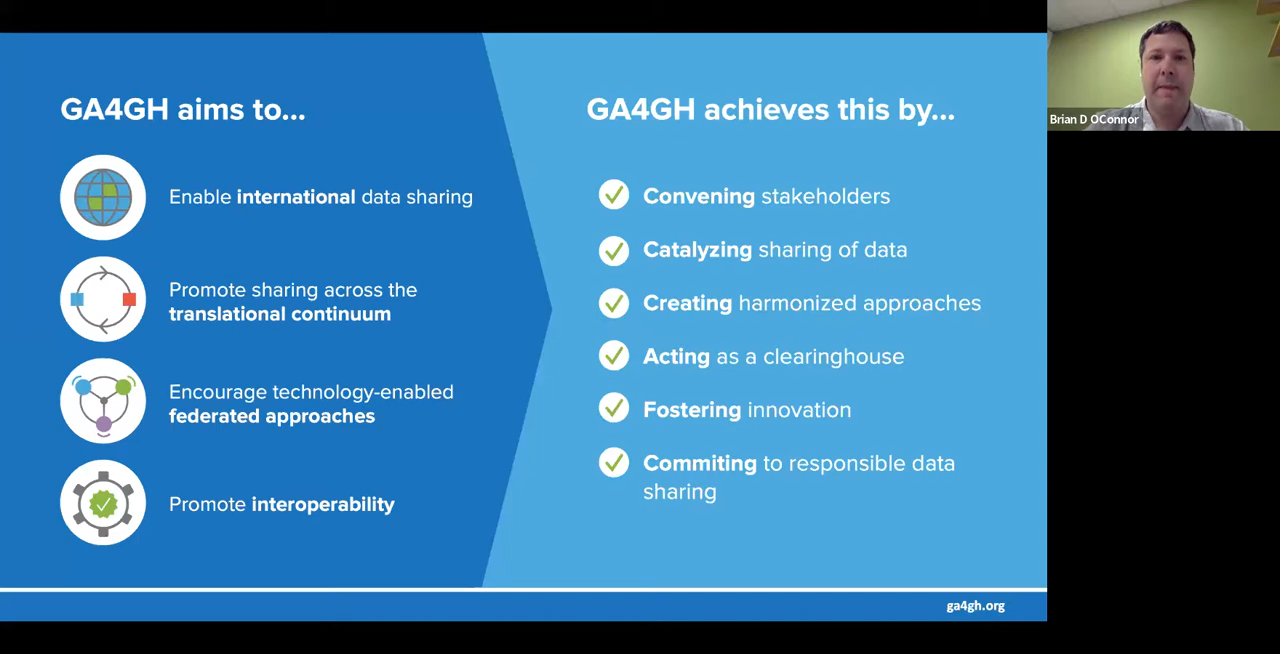 GA4GH aims to...
Enable international data sharing
Promote sharing across the
translational continuum
Encourage technology-enabled
federated approaches
Promote interoperability
GA4GH achieves this by...
Convening stakeholders
Catalyzing sharing of data
Creating harmonized approaches
Acting as a clearinghouse
Fostering innovation
Commiting to responsible data
sharing
ga4gh.org
Brian D OConnor